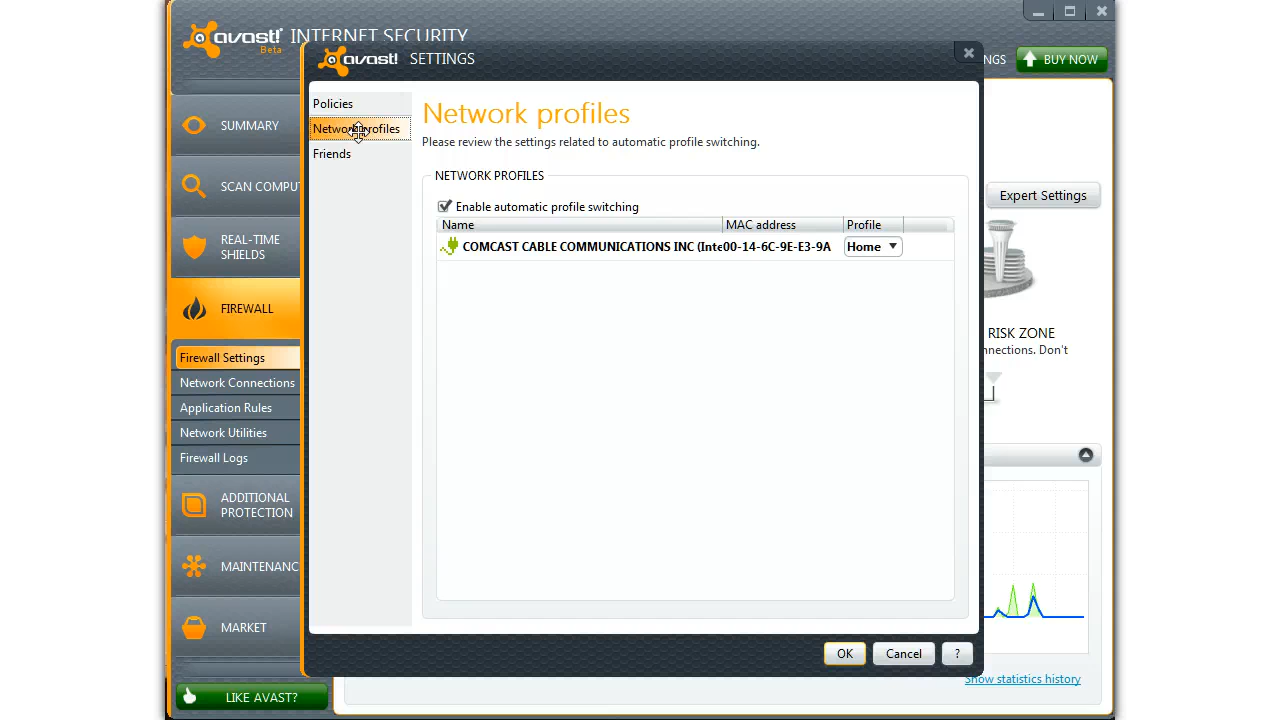 avast! INTERNET SECURITY
Beta
avast! SETTINGS
NGS
BUY NOW
SUMMARY
SCAN COMPUT
REAL-TIME
SHIELDS
FIREWALL
Firewall Settings
Network Connections
Application Rules
Network Utilities
Firewall Logs
ADDITIONAL
PROTECTION
MAINTENANC
MARKET
LIKE AVAST?
Policies
Network Profiles
Friends
Network profiles
Please review the settings related to automatic profile switching.
NETWORK PROFILES
Enable automatic profile switching
Name MAC address Profile
COMCAST CABLE COMMUNICATIONS INC (Inte 00-14-6C-9E-E3-9A Home
OK Cancel ?
Expert Settings
RISK ZONE
nnections. Don't
Show statistics history